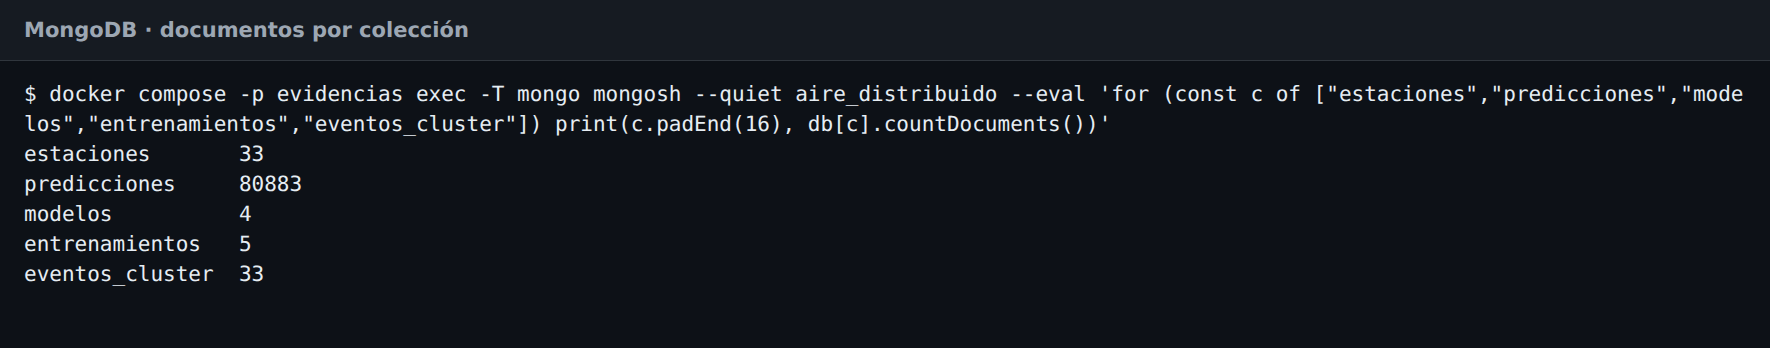 MongoDB · documentos por colección
$ docker compose -p evidencias exec -T mongo mongosh --quiet aire_distribuido --eval 'for (const c of ["estaciones","predicciones","mode
los","entrenamientos","eventos_cluster"]) print(c.padEnd(16), db[c].countDocuments())'
estaciones       33
predicciones     80883
modelos          4
entrenamientos   5
eventos_cluster  33